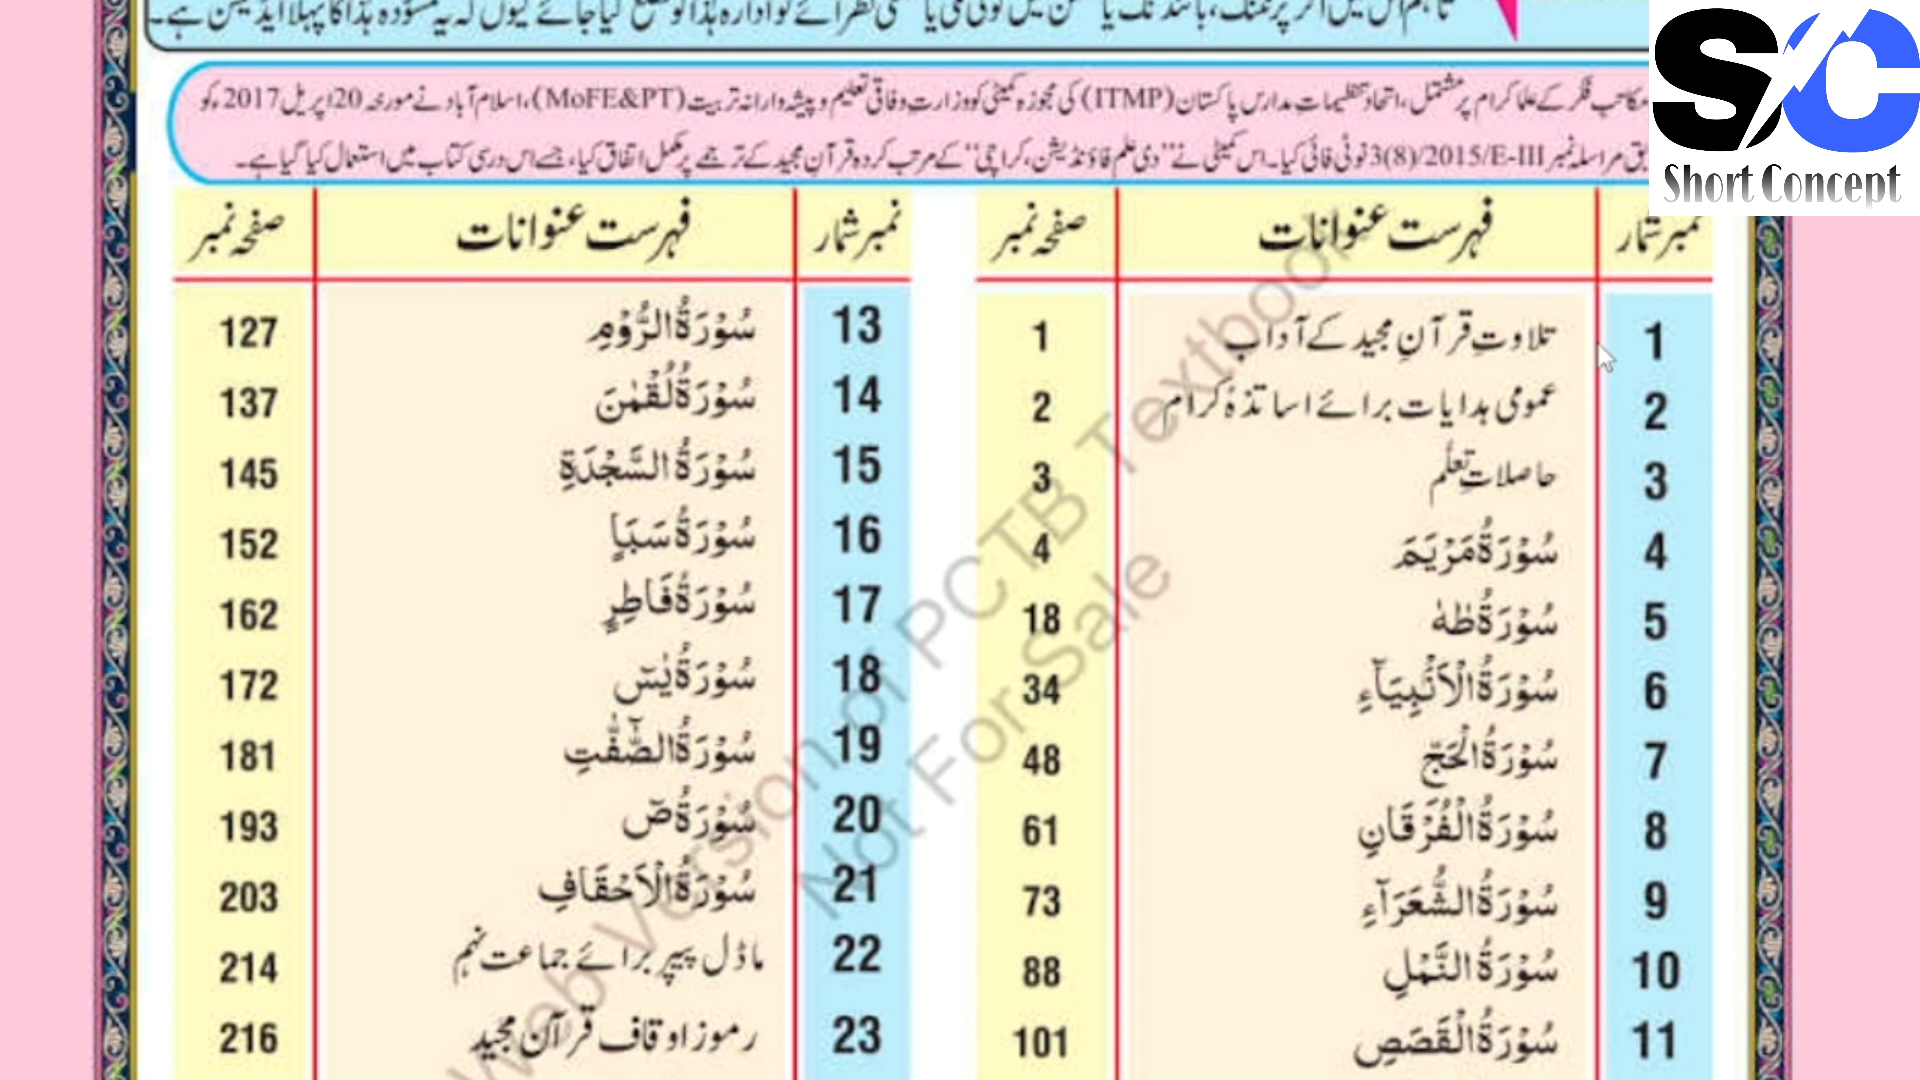 SC
Short Concept
مکاتب فکر کے علما کرام پر مشتمل، اتحاد تنظیمات مدارس پاکستان (ITMP) کی مجوزہ کمیٹی کو وزارت وفاقی تعلیم و پیشہ وارانہ تربیت (MoFE&PT)، اسلام آباد نے مورخہ 20 اپریل 2017ء کو
مراسلہ نمبر 3(8)/2015/E-III نوٹی فائی کیا۔ اس کمیٹی نے "دی علم فاؤنڈیشن، کراچی" کے مرتب کردہ قرآن مجید کے ترجمے پر مکمل اتفاق کیا، جسے اس درسی کتاب میں استعمال کیا گیا ہے۔
نمبر شمار فہرست عنوانات صفحہ نمبر
1 تلاوتِ قرآنِ مجید کے آداب 1
2 عمومی ہدایات برائے اساتذہ کرام 2
3 حاصلاتِ تعلُّم 3
4 سُوْرَۃُ مَرْیَمَ 4
5 سُوْرَۃُ طٰهٰ 18
6 سُوْرَۃُ الْاَنْۢبِیَآءِ 34
7 سُوْرَۃُ الْحَجِّ 48
8 سُوْرَۃُ الْفُرْقَانِ 61
9 سُوْرَۃُ الشُّعَرَآءِ 73
10 سُوْرَۃُ النَّمْلِ 88
11 سُوْرَۃُ الْقَصَصِ 101
نمبر شمار فہرست عنوانات صفحہ نمبر
13 سُوْرَۃُ الرُّوْمِ 127
14 سُوْرَۃُ لُقْمٰنَ 137
15 سُوْرَۃُ السَّجْدَۃِ 145
16 سُوْرَۃُ سَبَاٍ 152
17 سُوْرَۃُ فَاطِرٍ 162
18 سُوْرَۃُ یٰسٓ 172
19 سُوْرَۃُ الصّٰٓفّٰتِ 181
20 سُوْرَۃُ صٓ 193
21 سُوْرَۃُ الْاَحْقَافِ 203
22 ماڈل پیپر برائے جماعت نہم 214
23 رموز اوقاف قرآن مجید 216
Web Version of PCTB Textbook
Not For Sale